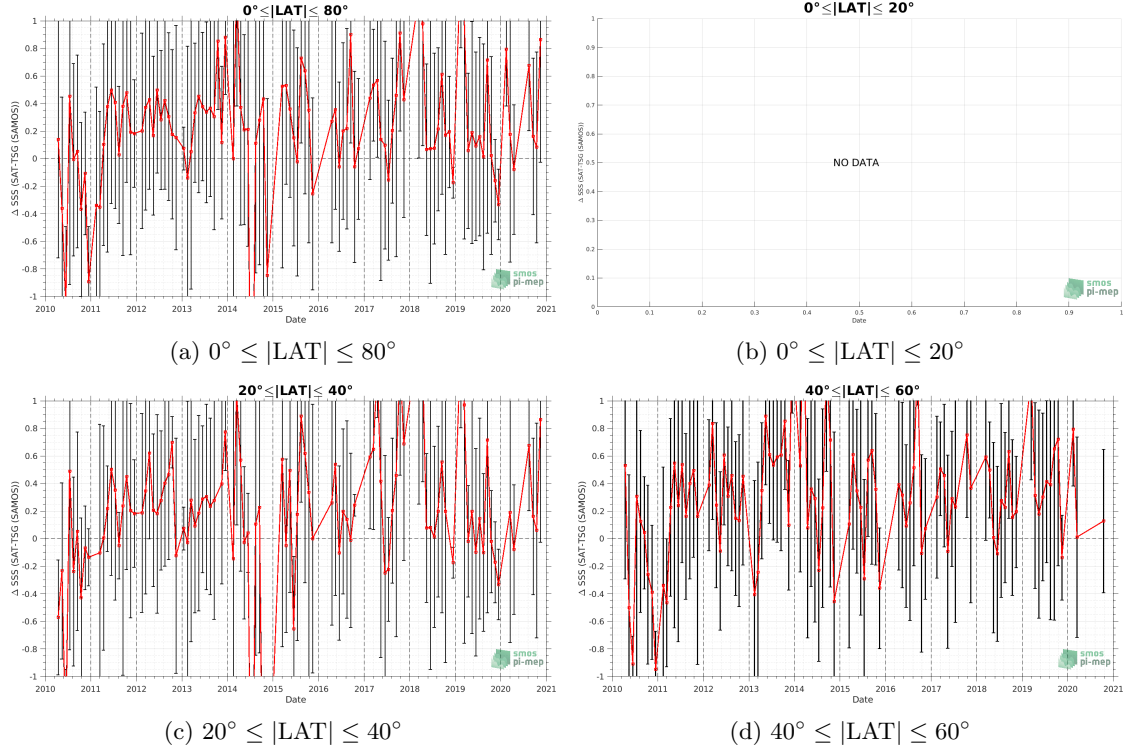 0°≤|LAT|≤ 80°
Δ SSS (SAT-TSG (SAMOS))
1
0.8
0.6
0.4
0.2
0
-0.2
-0.4
-0.6
-0.8
-1
2010 2011 2012 2013 2014 2015 2016 2017 2018 2019 2020 2021
Date
smos
pi-mep
(a) 0° ≤ |LAT| ≤ 80°
0°≤|LAT|≤ 20°
Δ SSS (SAT-TSG (SAMOS))
1
0.9
0.8
0.7
0.6
0.5
0.4
0.3
0.2
0.1
0
NO DATA
0 0.1 0.2 0.3 0.4 0.5 0.6 0.7 0.8 0.9 1
Date
smos
pi-mep
(b) 0° ≤ |LAT| ≤ 20°
20°≤|LAT|≤ 40°
Δ SSS (SAT-TSG (SAMOS))
1
0.8
0.6
0.4
0.2
0
-0.2
-0.4
-0.6
-0.8
-1
2010 2011 2012 2013 2014 2015 2016 2017 2018 2019 2020 2021
Date
smos
pi-mep
(c) 20° ≤ |LAT| ≤ 40°
40°≤|LAT|≤ 60°
Δ SSS (SAT-TSG (SAMOS))
1
0.8
0.6
0.4
0.2
0
-0.2
-0.4
-0.6
-0.8
-1
2010 2011 2012 2013 2014 2015 2016 2017 2018 2019 2020 2021
Date
smos
pi-mep
(d) 40° ≤ |LAT| ≤ 60°